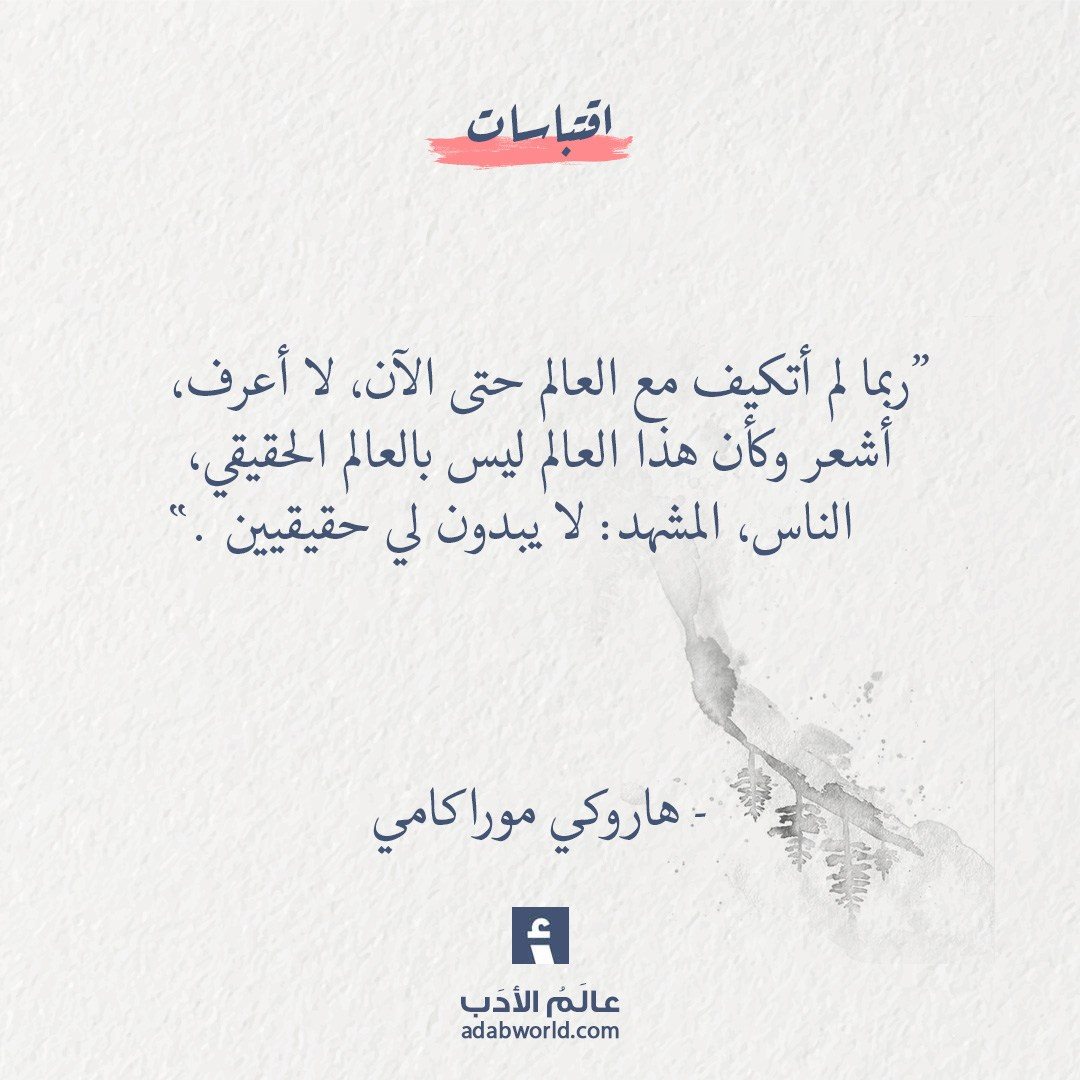 اقتباسات
”ربما لم أتكيف مع العالم حتى الآن، لا أعرف،
أشعر وكأن هذا العالم ليس بالعالم الحقيقي،
الناس، المشهد: لا يبدون لي حقيقيين .“
- هاروكي موراكامي
أ
عالَمُ الأدَب
adabworld.com